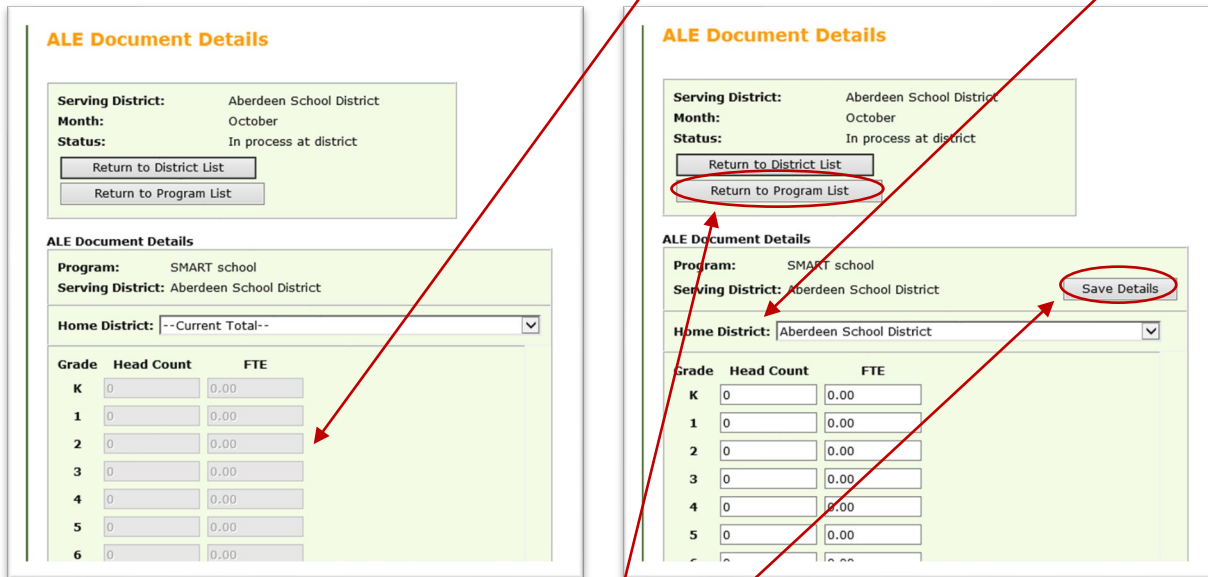 ALE Document Details
Serving District: Aberdeen School District
Month: October
Status: In process at district
Return to District List
Return to Program List
ALE Document Details
Program: SMART school
Serving District: Aberdeen School District
Home District: --Current Total--
Grade Head Count FTE
K 0 0.00
1 0 0.00
2 0 0.00
3 0 0.00
4 0 0.00
5 0 0.00
6 0 0.00
ALE Document Details
Serving District: Aberdeen School District
Month: October
Status: In process at district
Return to District List
Return to Program List
ALE Document Details
Program: SMART school
Serving District: Aberdeen School District
Save Details
Home District: Aberdeen School District
Grade Head Count FTE
K 0 0.00
1 0 0.00
2 0 0.00
3 0 0.00
4 0 0.00
5 0 0.00